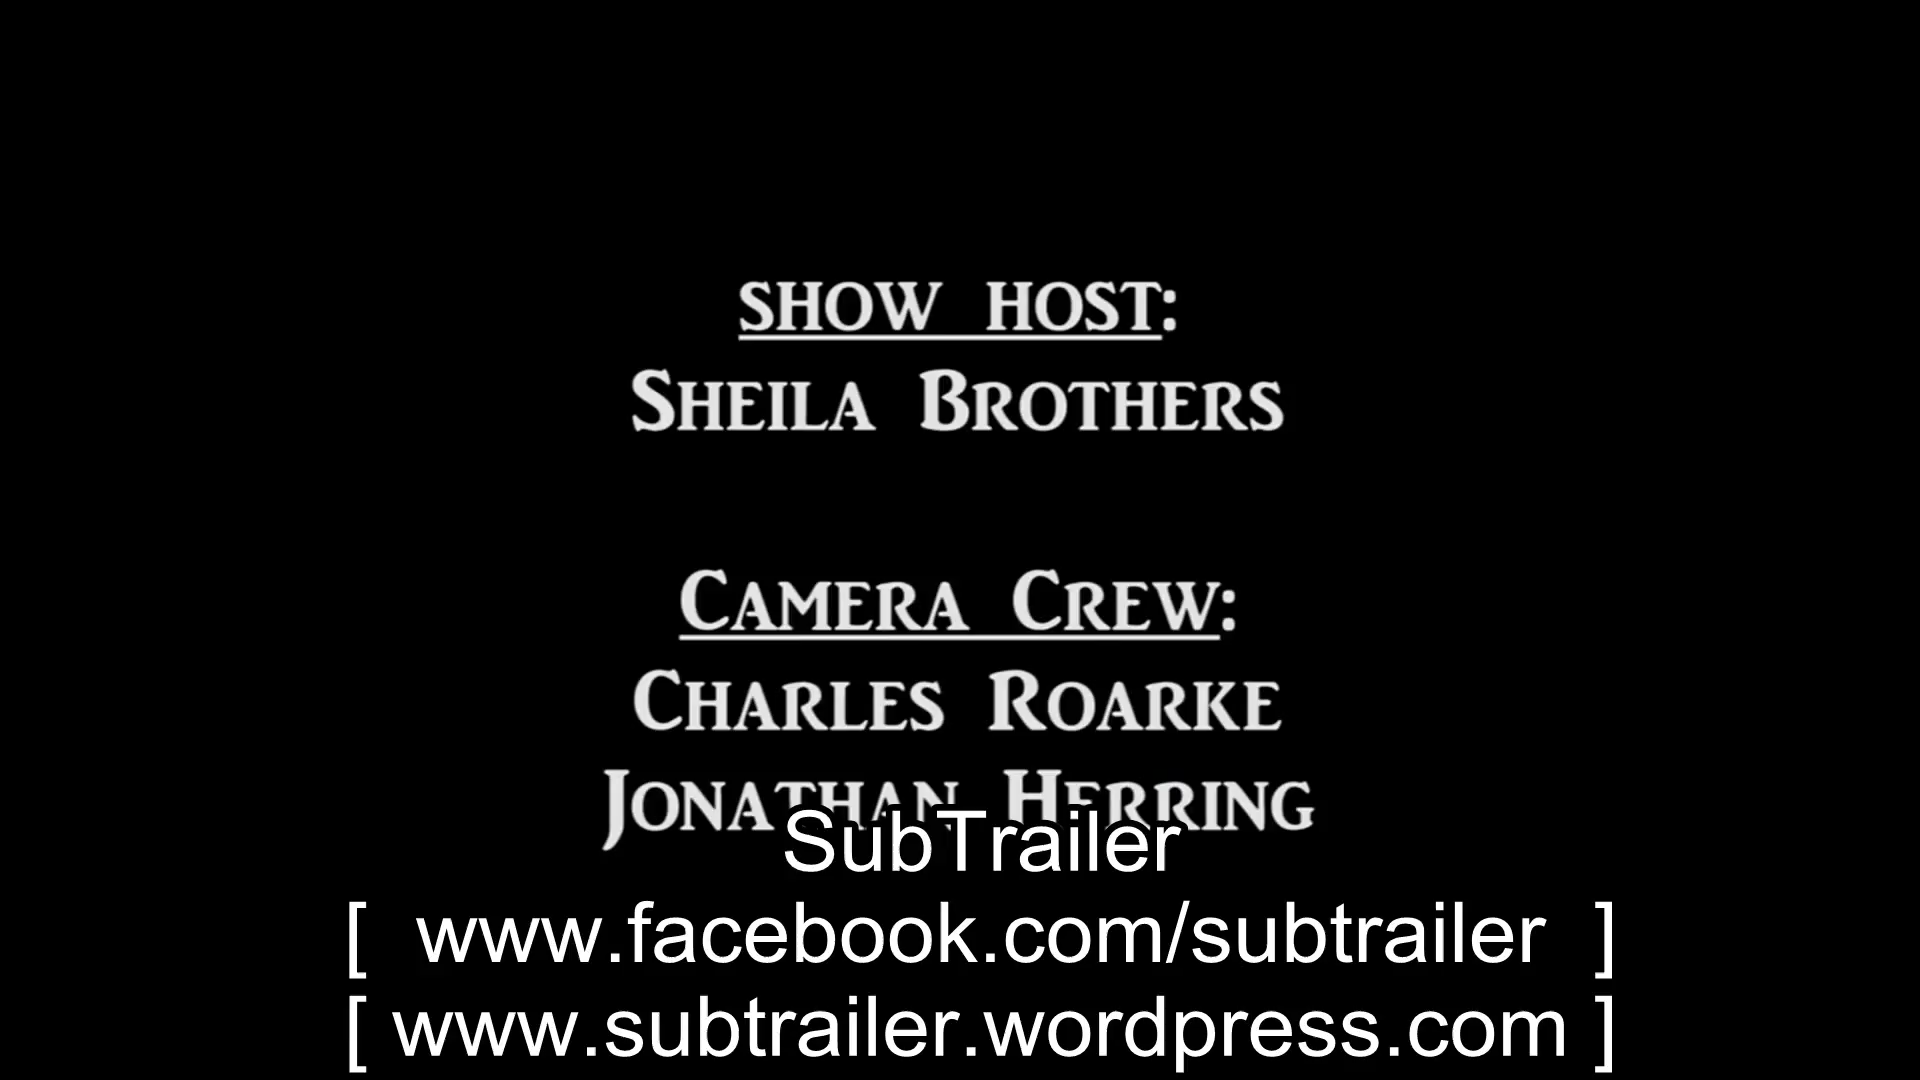 SHOW HOST:
SHEILA BROTHERS
CAMERA CREW:
CHARLES ROARKE
JONATHAN HERRING
SubTrailer
[ www.facebook.com/subtrailer ]
[ www.subtrailer.wordpress.com ]